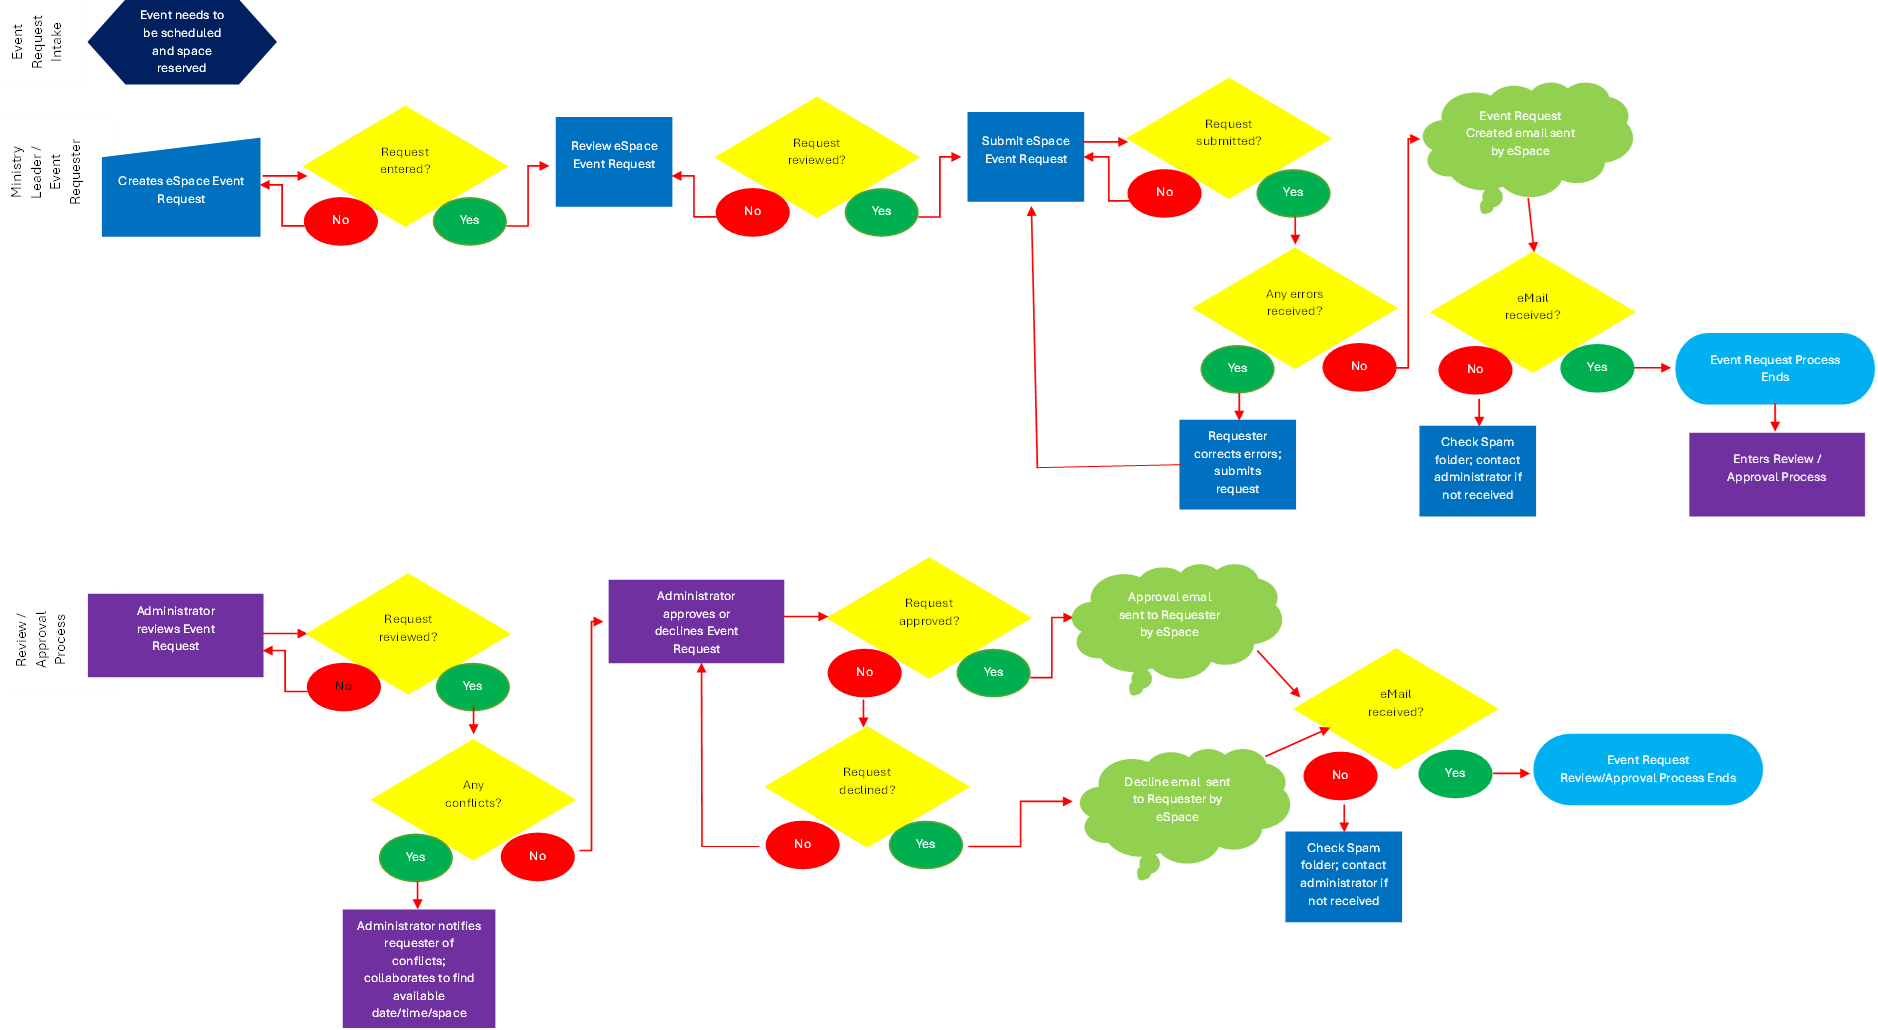 Event
Request
Intake
Event needs to
be scheduled
and space
reserved
Ministry
Leader /
Event
Requester
Creates eSpace Event
Request
Request
entered?
No
Yes
Review eSpace
Event Request
Request
reviewed?
No
Yes
Submit eSpace
Event Request
Request
submitted?
No
Yes
Any errors
received?
Yes
No
Requester
corrects errors;
submits
request
Event Request
Created email sent
by eSpace
eMail
received?
No
Yes
Check Spam
folder; contact
administrator if
not received
Event Request Process
Ends
Enters Review /
Approval Process
Review /
Approval
Process
Administrator
reviews Event
Request
Request
reviewed?
No
Yes
Any
conflicts?
Yes
No
Administrator notifies
requester of
conflicts;
collaborates to find
available
date/time/space
Administrator
approves or
declines Event
Request
Request
approved?
No
Yes
Request
declined?
No
Yes
Approval emal
sent to Requester
by eSpace
Decline emal sent
to Requester by
eSpace
eMail
received?
No
Yes
Check Spam
folder; contact
administrator if
not received
Event Request
Review/Approval Process Ends